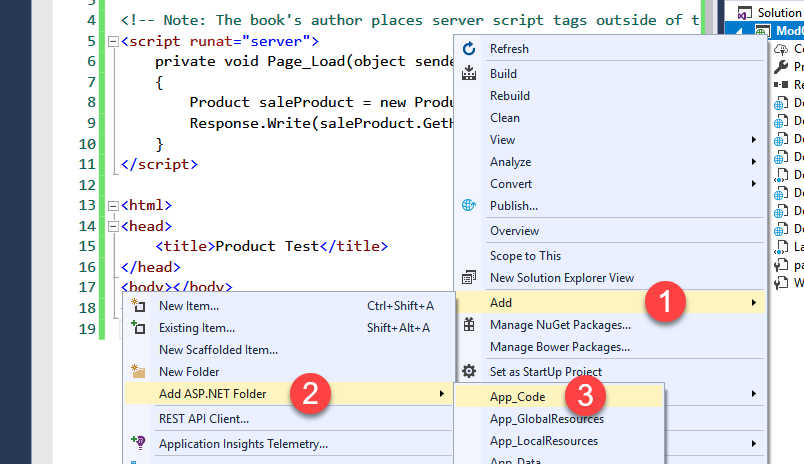 4 <!-- Note: The book's author places server script tags outside of t
5 <script runat="server">
6 private void Page_Load(object sende
7 {
8 Product saleProduct = new Produ
9 Response.Write(saleProduct.GetH
10 }
11 </script>
12
13 <html>
14 <head>
15 <title>Product Test</title>
16 </head>
17 <body></body>
18
19
Solution
Mod
Refresh
Build
Rebuild
Clean
View
Analyze
Convert
Publish...
Overview
Scope to This
New Solution Explorer View
Add 1
Manage NuGet Packages...
Manage Bower Packages...
Set as StartUp Project
New Item... Ctrl+Shift+A
Existing Item... Shift+Alt+A
New Scaffolded Item...
New Folder
Add ASP.NET Folder 2
REST API Client...
Application Insights Telemetry...
App_Code 3
App_GlobalResources
App_LocalResources
App_Data
Co
Pr
Re
De
De
De
De
De
De
De
De
La
pa
W